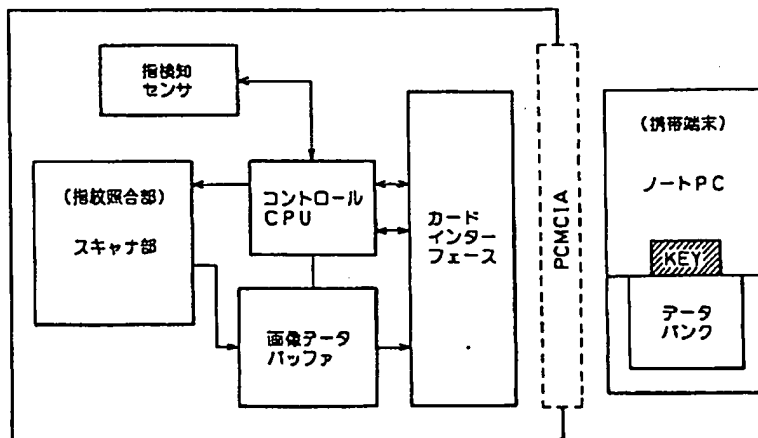 指検知
センサ
(指紋照合部)
スキャナ部
コントロール
CPU
画像データ
バッファ
カード
インター
フェース
PCMCIA
(携帯端末)
ノートPC
KEY
データ
バンク